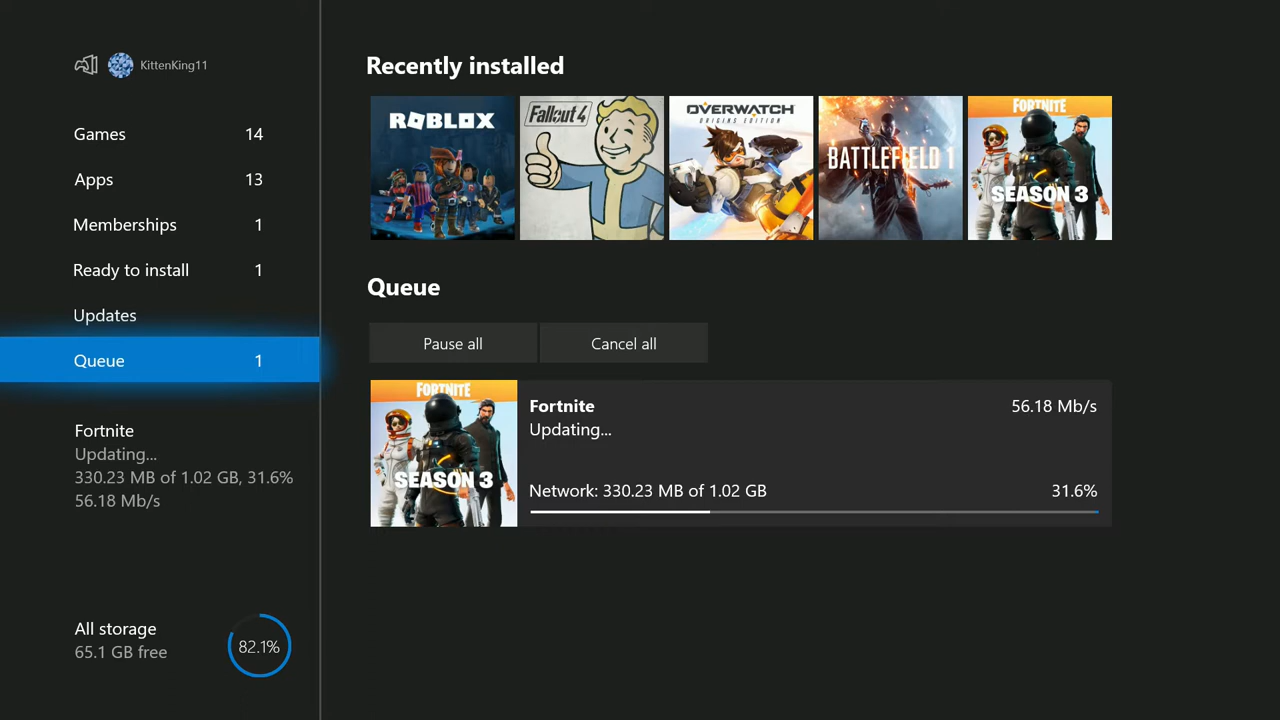 KittenKing11
Games 14
Apps 13
Memberships 1
Ready to install 1
Updates
Queue 1
Fortnite
Updating...
330.23 MB of 1.02 GB, 31.6%
56.18 Mb/s
All storage
65.1 GB free
82.1%
Recently installed
ROBLOX
Fallout 4
OVERWATCH
ORIGINS EDITION
BATTLEFIELD 1
FORTNITE
SEASON 3
Queue
Pause all
Cancel all
FORTNITE
SEASON 3
Fortnite 56.18 Mb/s
Updating...
Network: 330.23 MB of 1.02 GB 31.6%